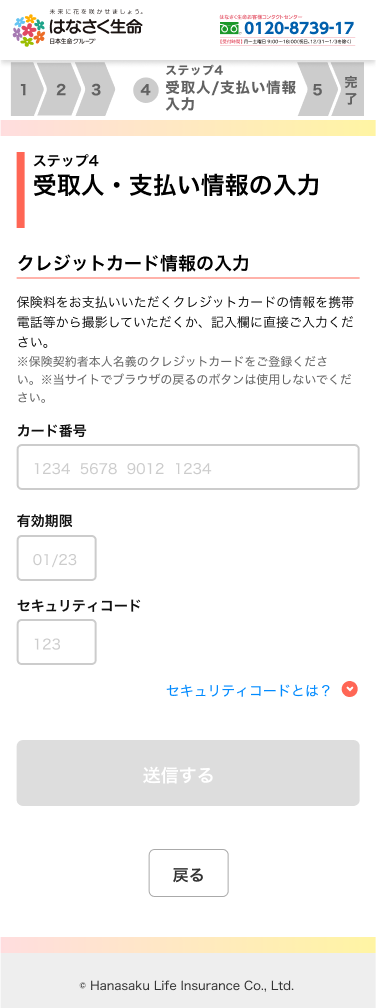 未来に花を咲かせましょう。
はなさく生命
日本生命グループ
はなさく生命お客様コンタクトセンター
0120-8739-17
[受付時間] 月~土曜日 9:00~18:00(祝日、12/31~1/3を除く)
1
2
3
4
ステップ4
受取人/支払い情報
入力
5
完
了
ステップ4
受取人・支払い情報の入力
クレジットカード情報の入力
保険料をお支払いいただくクレジットカードの情報を携帯
電話等から撮影していただくか、記入欄に直接ご入力くだ
さい。
※保険契約者本人名義のクレジットカードをご登録くださ
い。※当サイトでブラウザの戻るのボタンは使用しないでくだ
さい。
カード番号
1234 5678 9012 1234
有効期限
01/23
セキュリティコード
123
セキュリティコードとは？
送信する
戻る
© Hanasaku Life Insurance Co., Ltd.